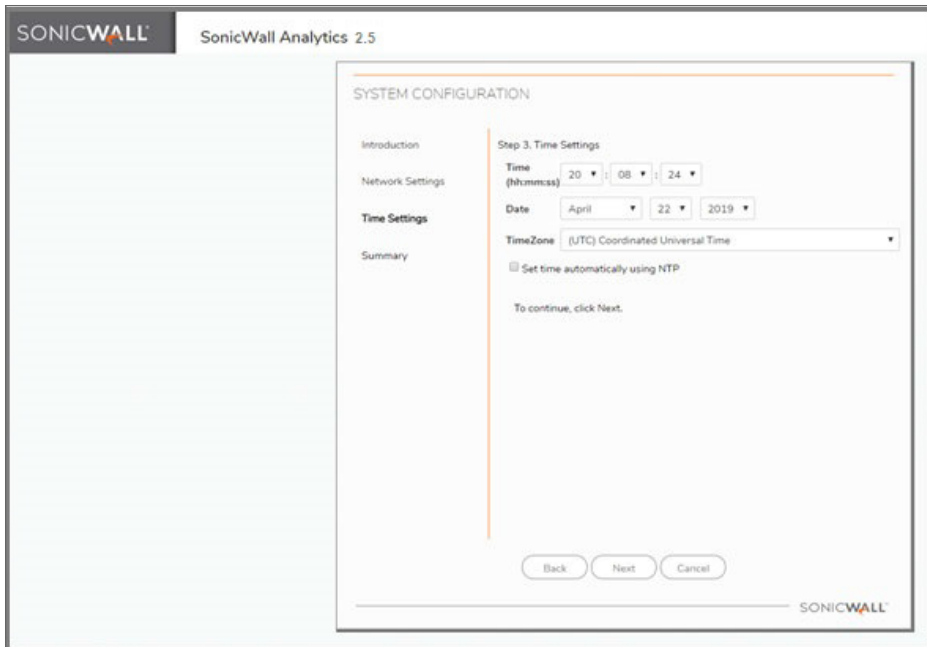 SONICWALL
SonicWall Analytics 2.5
SYSTEM CONFIGURATION
Introduction
Network Settings
Time Settings
Summary
Step 3. Time Settings
Time (hh:mm:ss) 20 : 08 : 24
Date April 22 2019
TimeZone (UTC) Coordinated Universal Time
Set time automatically using NTP
To continue, click Next.
Back Next Cancel
SONICWALL